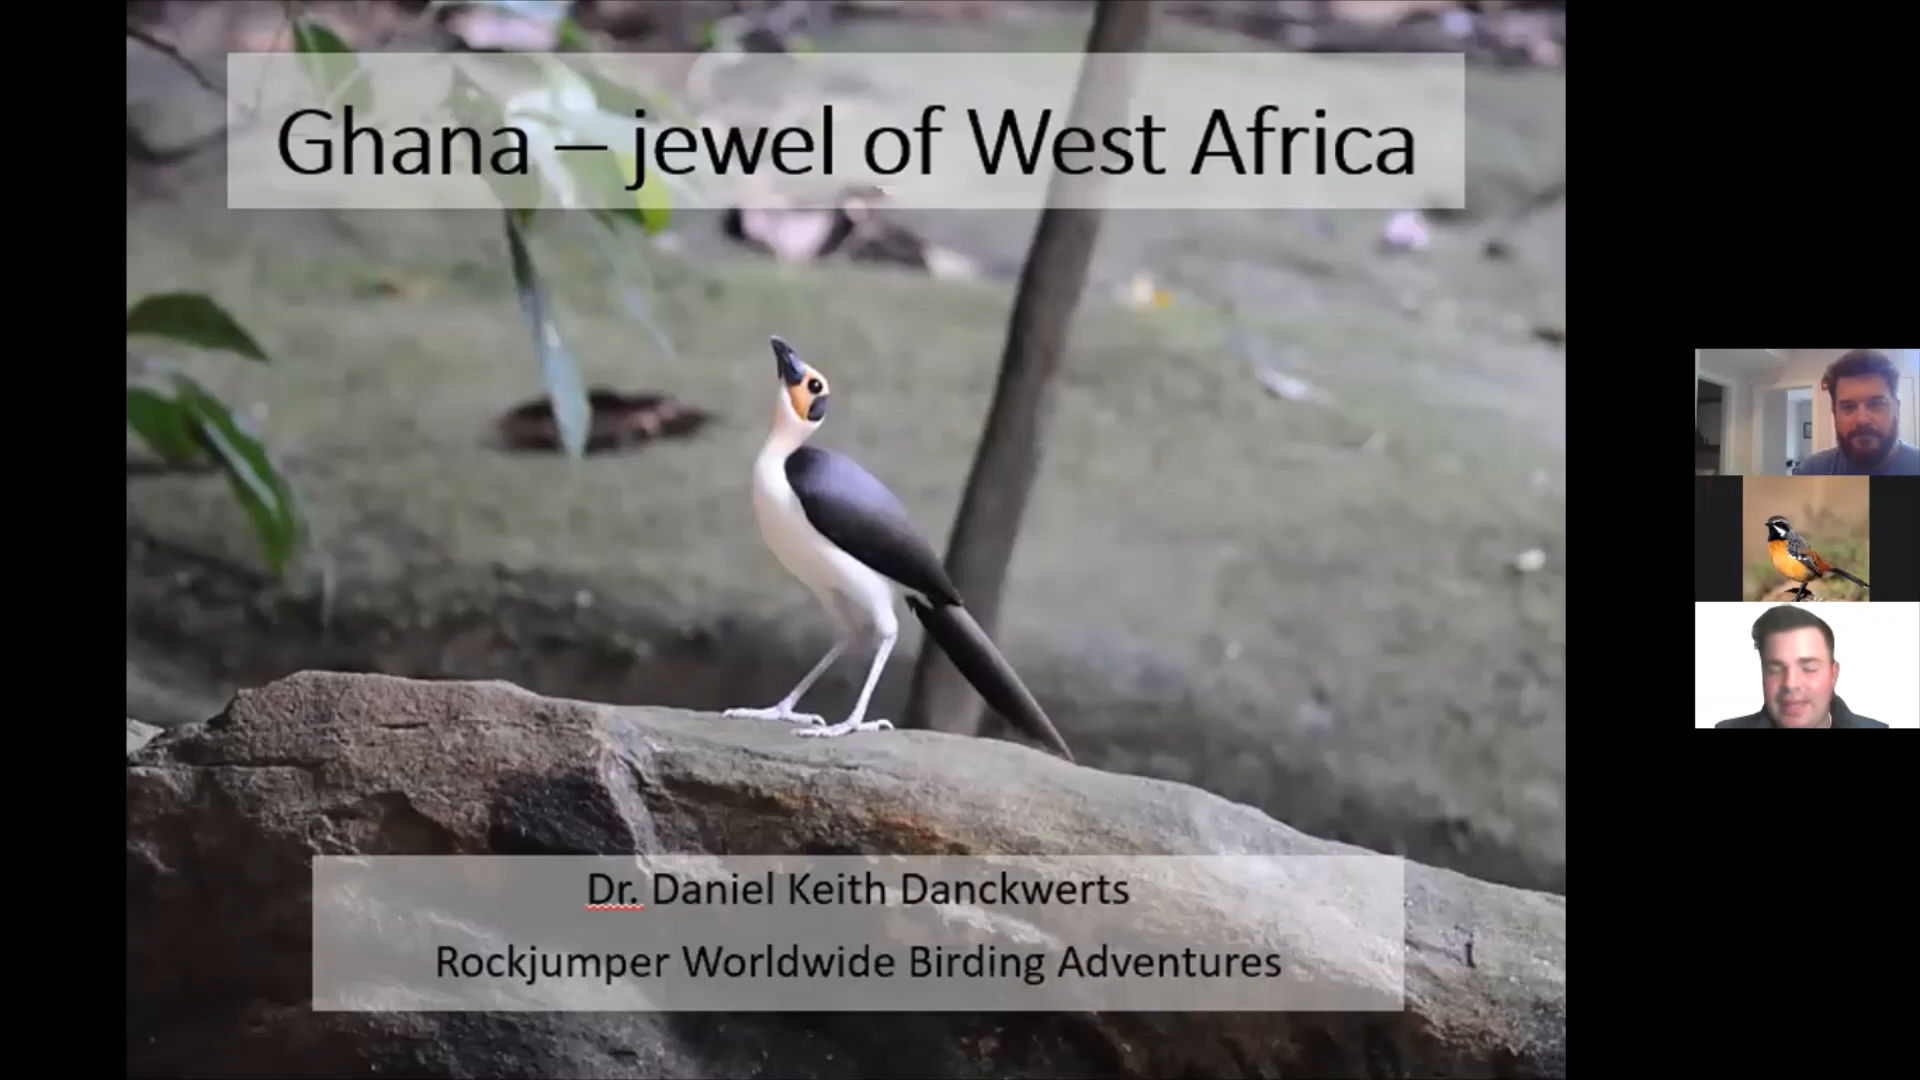 Ghana – jewel of West Africa
Dr. Daniel Keith Danckwerts
Rockjumper Worldwide Birding Adventures